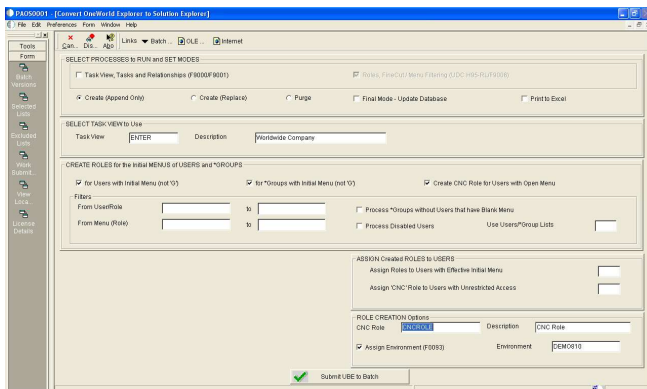 PAOS0001 - [Convert OneWorld Explorer to Solution Explorer]
File Edit Preferences Form Window Help
Tools
Form
Batch Versions
Selected Lists
Excluded Lists
Work Submit...
View Loca...
License Details
Can... Dis... Abo Links Batch ... OLE ... Internet
SELECT PROCESSES to RUN and SET MODES
Task View, Tasks and Relationships (F9000/F9001)
Roles, FineCut / Menu Filtering (UDC H95-RL/F9006)
Create (Append Only) Create (Replace) Purge Final Mode - Update Database Print to Excel
SELECT TASK VIEW to Use
Task View ENTER Description Worldwide Company
CREATE ROLES for the Initial MENUS of USERS and *GROUPS
for Users with Initial Menu (not 'G') for *Groups with Initial Menu (not 'G') Create CNC Role for Users with Open Menu
Filters
From User/Role to Process *Groups without Users that have Blank Menu
From Menu (Role) to Process Disabled Users Use Users/*Group Lists
ASSIGN Created ROLES to USERS
Assign Roles to Users with Effective Initial Menu
Assign 'CNC' Role to Users with Unrestricted Access
ROLE CREATION Options
CNC Role CNCROLE Description CNC Role
Assign Environment (F0093) Environment DEMO810
Submit UBE to Batch